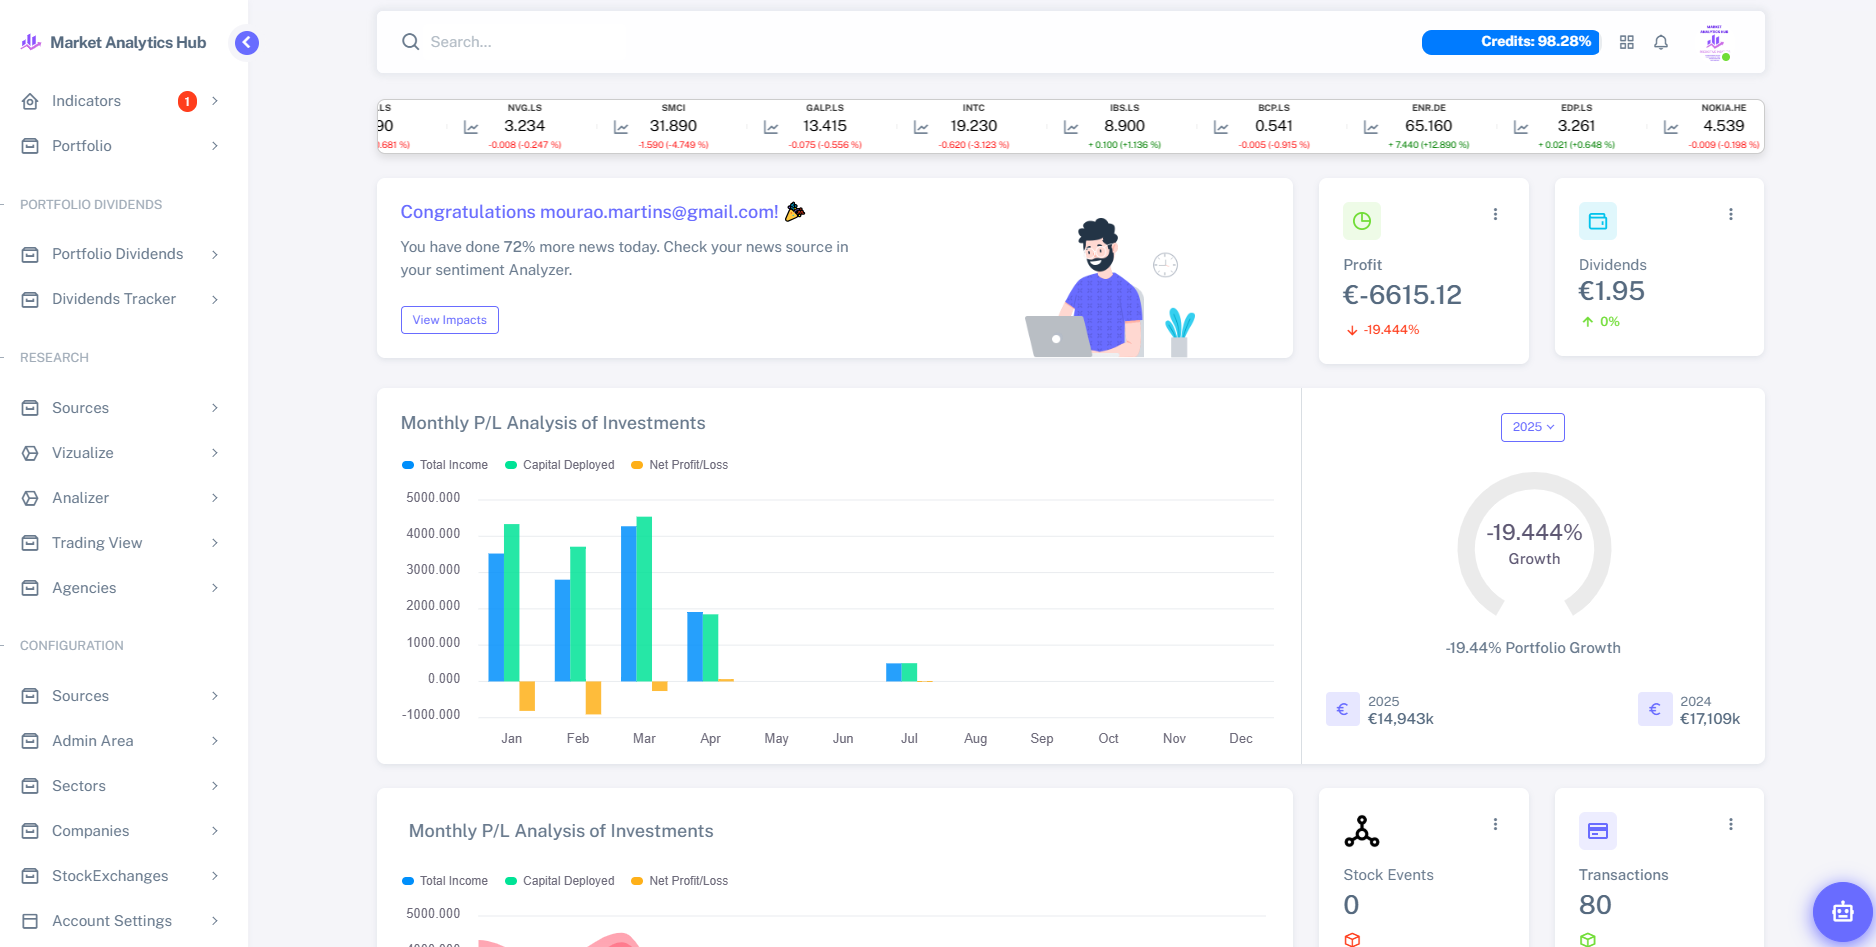 Market Analytics Hub
Indicators
1
Portfolio
PORTFOLIO DIVIDENDS
Portfolio Dividends
Dividends Tracker
RESEARCH
Sources
Vizualize
Analizer
Trading View
Agencies
CONFIGURATION
Sources
Admin Area
Sectors
Companies
StockExchanges
Account Settings
Search...
Credits: 98.28%
.LS
90
.681 %)
NVG.LS
3.234
-0.008 (-0.247 %)
SMCI
31.890
-1.590 (-4.749 %)
GALP.LS
13.415
-0.075 (-0.556 %)
INTC
19.230
-0.620 (-3.123 %)
IBS.LS
8.900
+ 0.100 (+1.136 %)
BCP.LS
0.541
-0.005 (-0.915 %)
ENR.DE
65.160
+ 7.440 (+12.890 %)
EDP.LS
3.261
+ 0.021 (+0.648 %)
NOKIA.HE
4.539
-0.009 (-0.198 %)
Congratulations mourao.martins@gmail.com!
You have done 72% more news today. Check your news source in
your sentiment Analyzer.
View Impacts
Profit
€-6615.12
-19.444%
Dividends
€1.95
0%
Monthly P/L Analysis of Investments
Total Income
Capital Deployed
Net Profit/Loss
5000.000
4000.000
3000.000
2000.000
1000.000
0.000
-1000.000
Jan
Feb
Mar
Apr
May
Jun
Jul
Aug
Sep
Oct
Nov
Dec
2025
-19.444%
Growth
-19.44% Portfolio Growth
€
2025
€14,943k
€
2024
€17,109k
Monthly P/L Analysis of Investments
Total Income
Capital Deployed
Net Profit/Loss
5000.000
4000.000
Stock Events
0
Transactions
80